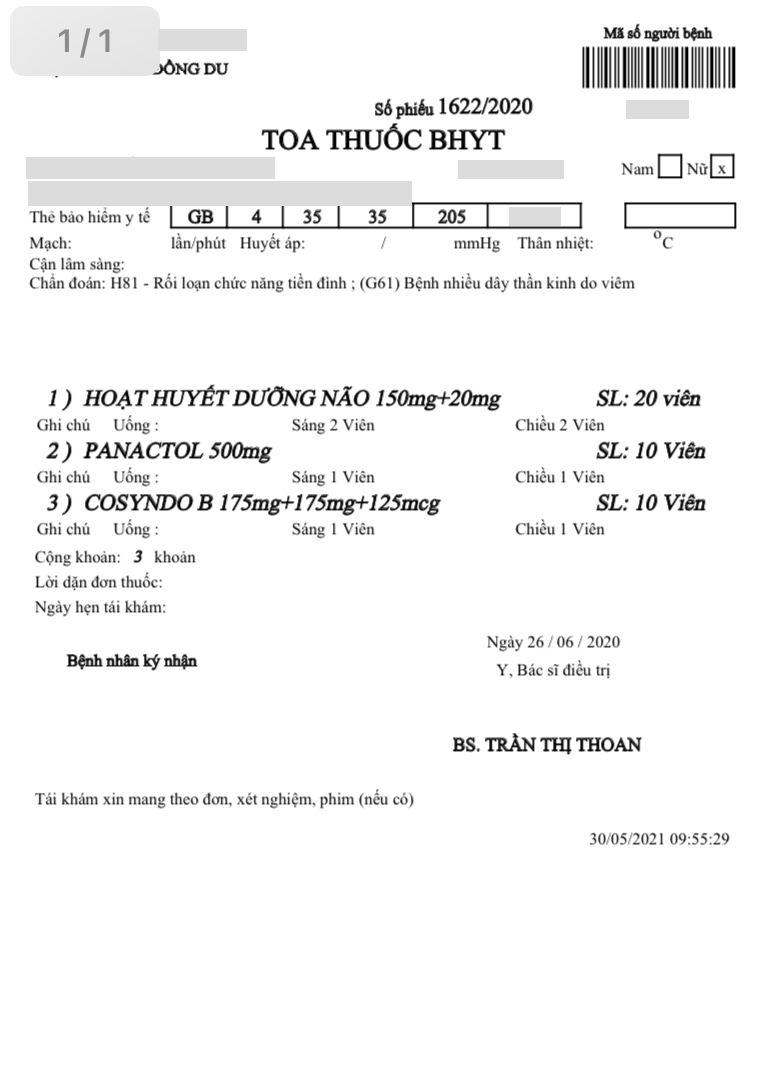 1/1
Mã số người bệnh
ĐÔNG DU
Số phiếu 1622/2020
TOA THUỐC BHYT
Nam Nữ x
Thẻ bảo hiểm y tế GB 4 35 35 205
Mạch: lần/phút Huyết áp: / mmHg Thân nhiệt: °C
Cận lâm sàng:
Chẩn đoán: H81 - Rối loạn chức năng tiền đình ; (G61) Bệnh nhiều dây thần kinh do viêm
1 ) HOẠT HUYẾT DƯỠNG NÃO 150mg+20mg SL: 20 viên
Ghi chú Uống : Sáng 2 Viên Chiều 2 Viên
2 ) PANACTOL 500mg SL: 10 Viên
Ghi chú Uống : Sáng 1 Viên Chiều 1 Viên
3 ) COSYNDO B 175mg+175mg+125mcg SL: 10 Viên
Ghi chú Uống : Sáng 1 Viên Chiều 1 Viên
Cộng khoản: 3 khoản
Lời dặn đơn thuốc:
Ngày hẹn tái khám:
Ngày 26 / 06 / 2020
Bệnh nhân ký nhận
Y, Bác sĩ điều trị
BS. TRẦN THỊ THOAN
Tái khám xin mang theo đơn, xét nghiệm, phim (nếu có)
30/05/2021 09:55:29